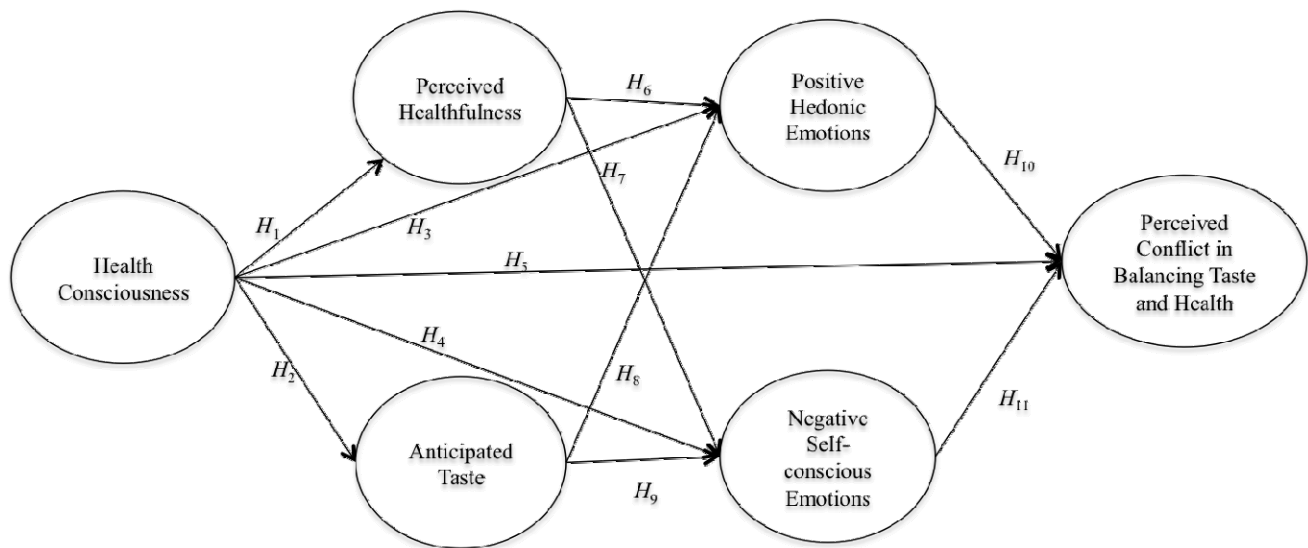 Perceived
Healthfulness
Positive
Hedonic
Emotions
H6
H7
H10
H1
H3
Health
Consciousness
H5
Perceived
Conflict in
Balancing Taste
and Health
H4
H2
H8
Anticipated
Taste
H9
Negative
Self-
conscious
Emotions
H11